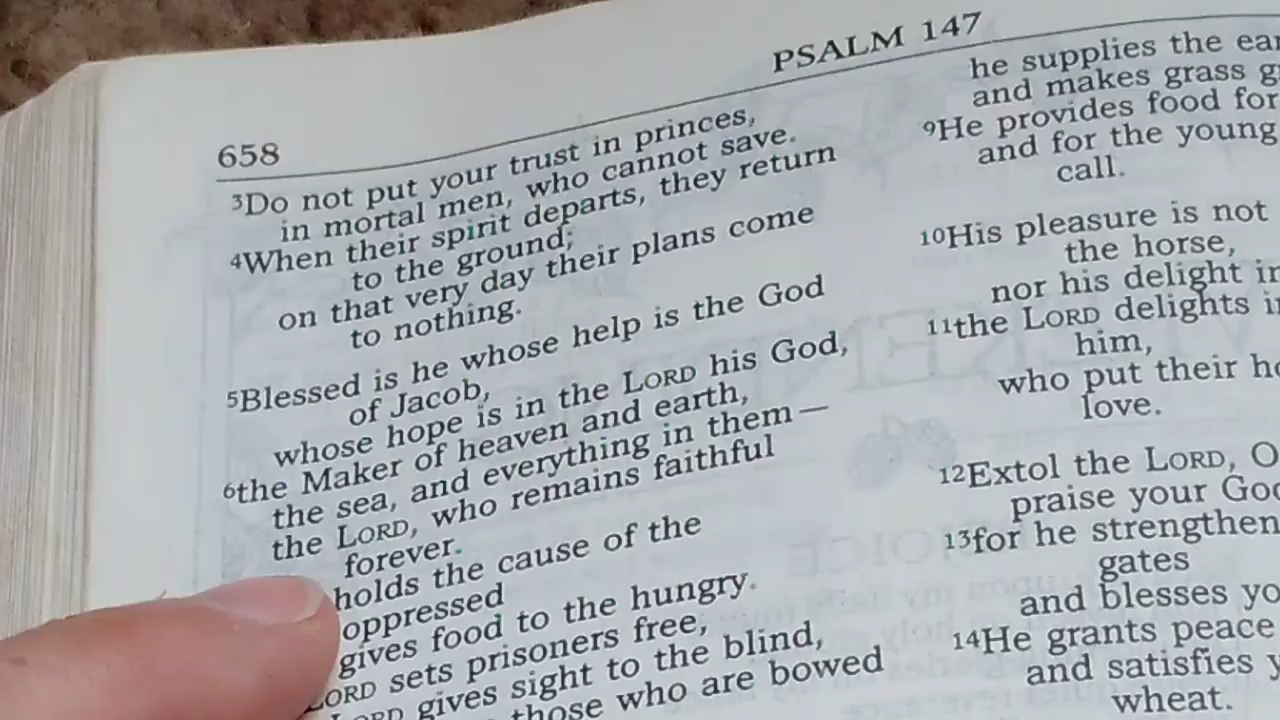 658
PSALM 147
3Do not put your trust in princes,
in mortal men, who cannot save.
4When their spirit departs, they return
to the ground;
on that very day their plans come
to nothing.
5Blessed is he whose help is the God
of Jacob,
whose hope is in the LORD his God,
6the Maker of heaven and earth,
the sea, and everything in them—
the LORD, who remains faithful
forever.
holds the cause of the
oppressed
gives food to the hungry.
LORD sets prisoners free,
LORD gives sight to the blind,
those who are bowed
he supplies the
and makes grass
9He provides food for
and for the young
call.
10His pleasure is not
the horse,
nor his delight in
11the LORD delights
him,
who put their
love.
12Extol the LORD, O
praise your
13for he
gates
and blesses
14He grants peace
and satisfies
wheat.